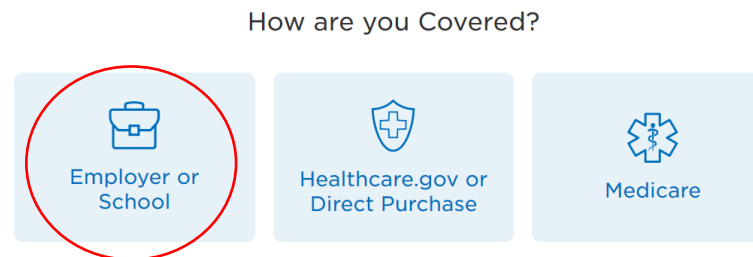 How are you Covered?
Employer or
School
Healthcare.gov or
Direct Purchase
Medicare